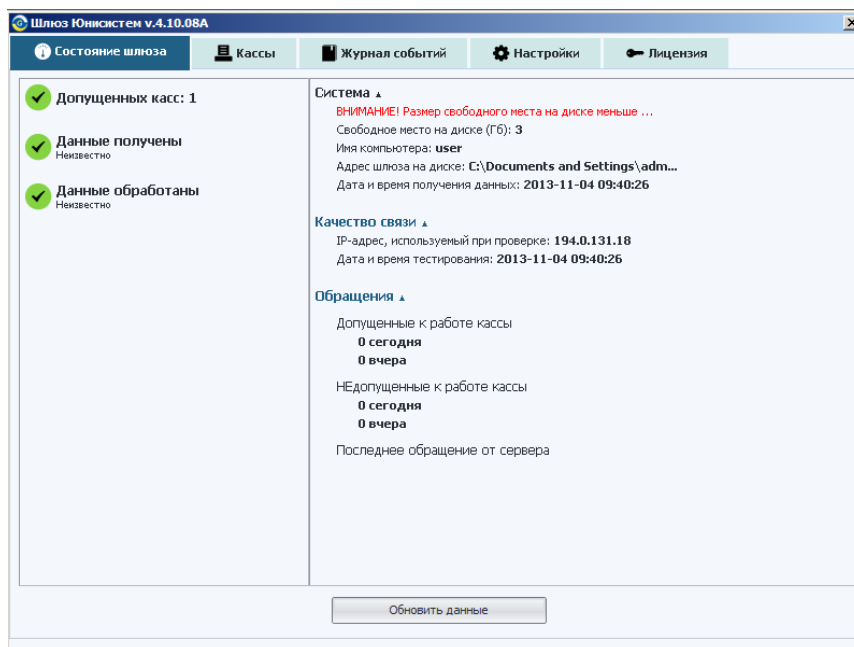 Шлюз Юнисистем v.4.10.08A
Состояние шлюза
Кассы
Журнал событий
Настройки
Лицензия
Допущенных касс: 1
Данные получены
Неизвестно
Данные обработаны
Неизвестно
Система
ВНИМАНИЕ! Размер свободного места на диске меньше ...
Свободное место на диске (Гб): 3
Имя компьютера: user
Адрес шлюза на диске: C:\Documents and Settings\adm...
Дата и время получения данных: 2013-11-04 09:40:26
Качество связи
IP-адрес, используемый при проверке: 194.0.131.18
Дата и время тестирования: 2013-11-04 09:40:26
Обращения
Допущенные к работе кассы
0 сегодня
0 вчера
НЕдопущенные к работе кассы
0 сегодня
0 вчера
Последнее обращение от сервера
Обновить данные